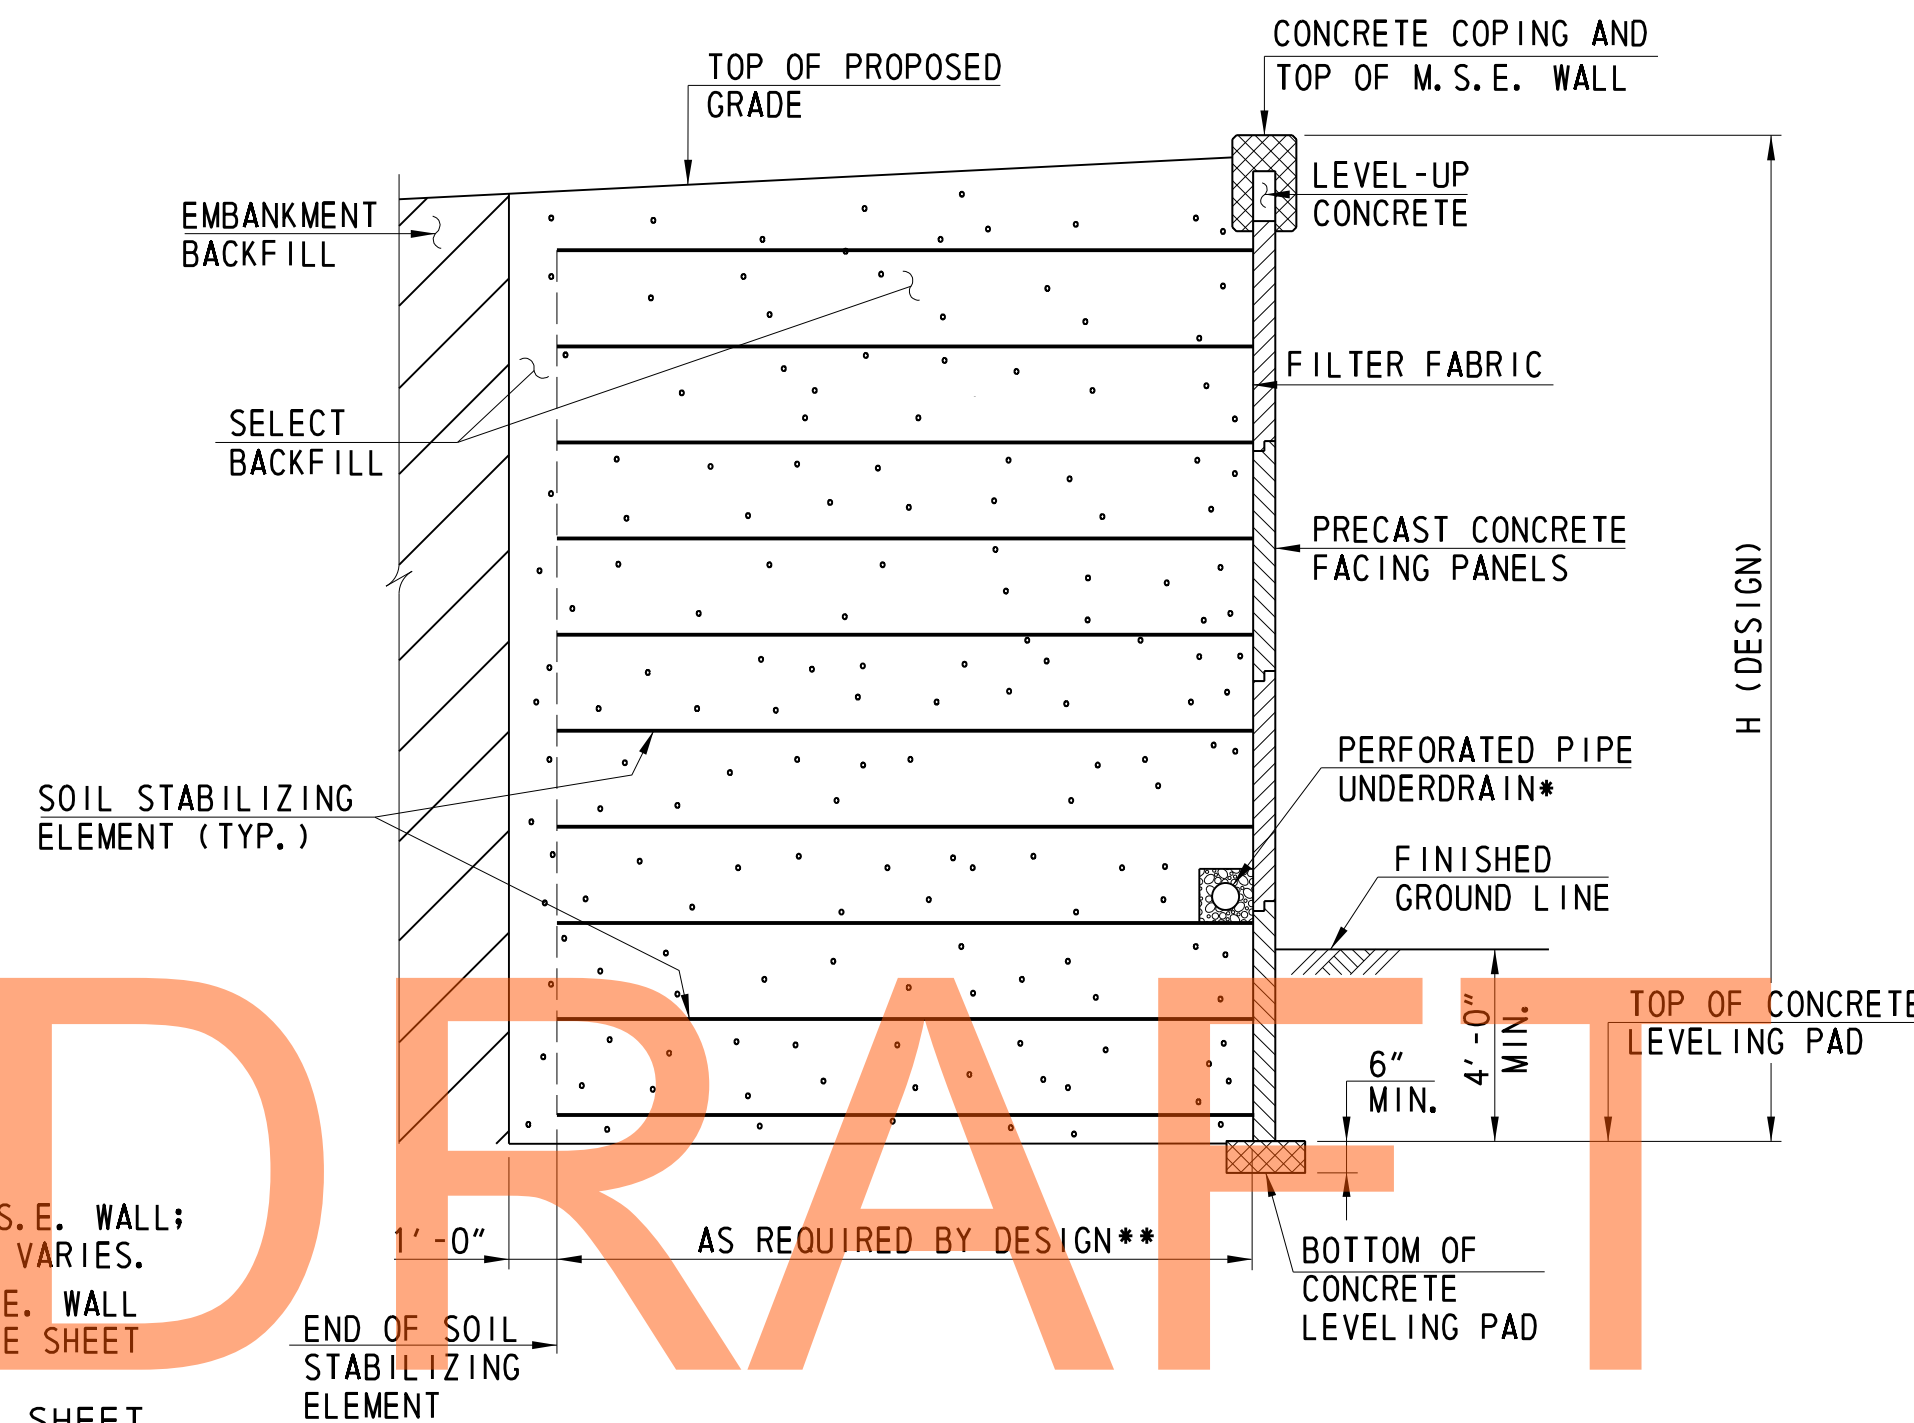 CONCRETE COPING AND
TOP OF M.S.E. WALL
TOP OF PROPOSED
GRADE
LEVEL-UP
CONCRETE
EMBANKMENT
BACKFILL
FILTER FABRIC
SELECT
BACKFILL
PRECAST CONCRETE
FACING PANELS
H (DESIGN)
PERFORATED PIPE
UNDERDRAIN*
SOIL STABILIZING
ELEMENT (TYP.)
FINISHED
GROUND LINE
TOP OF CONCRETE
LEVELING PAD
4'-0"
MIN.
6"
MIN.
DRAFT
S.E. WALL;
VARIES.
E. WALL
E SHEET
SHEET
1'-0"
AS REQUIRED BY DESIGN**
BOTTOM OF
CONCRETE
LEVELING PAD
END OF SOIL
STABILIZING
ELEMENT